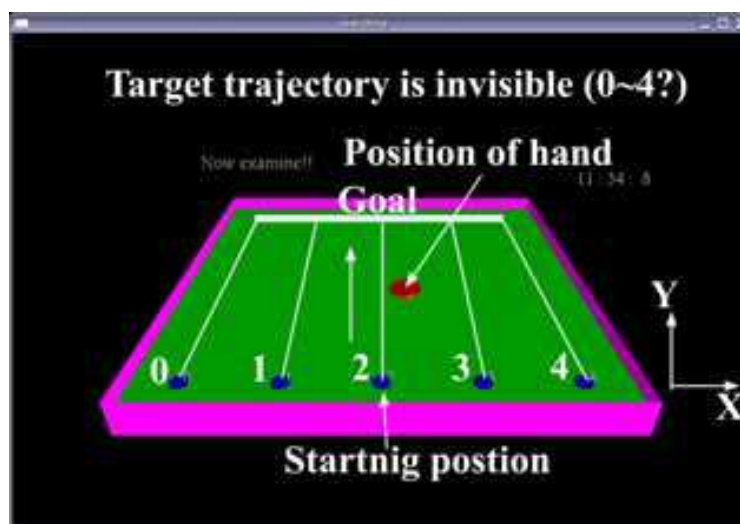 Target trajectory is invisible (0~4?)
Now examine!!
Position of hand
Goal
0 1 2 3 4
Y
X
Startnig postion